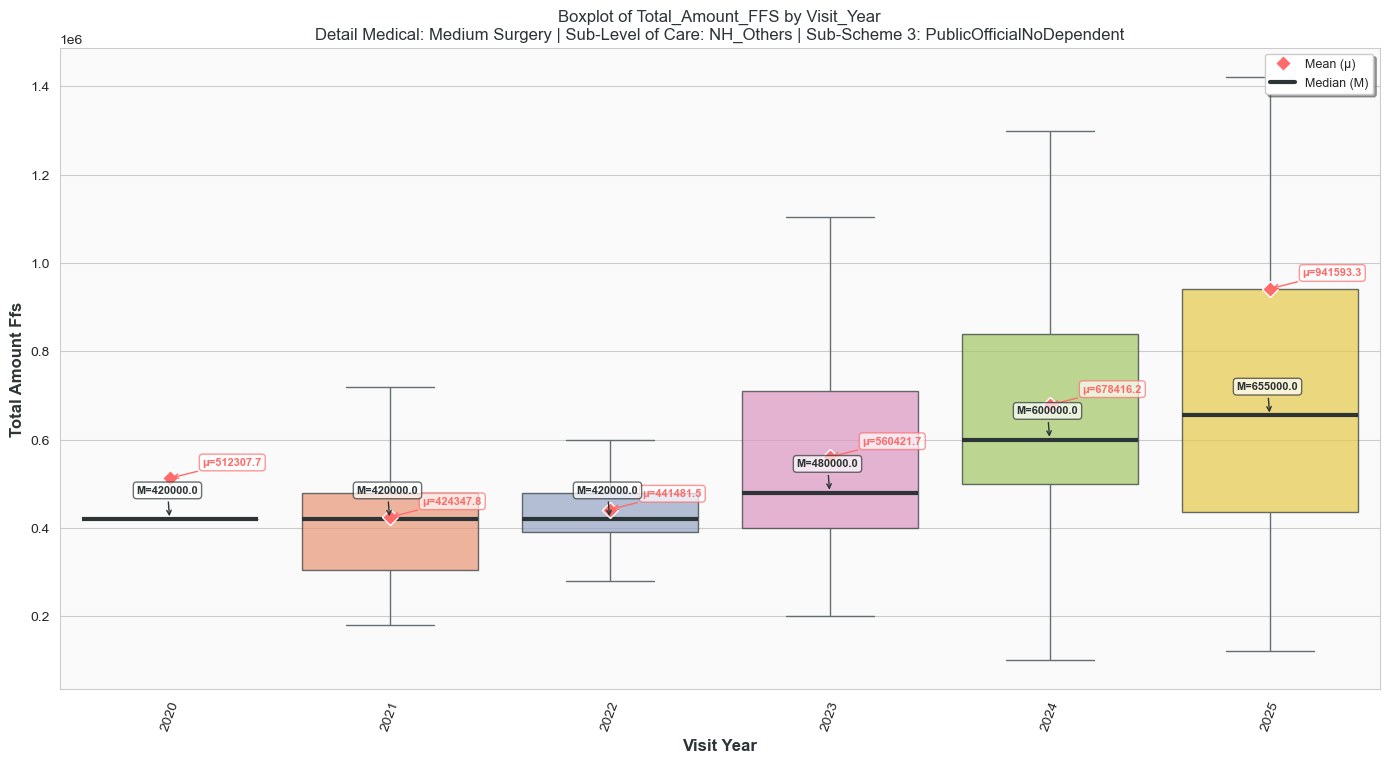 Boxplot of Total_Amount_FFS by Visit_Year
Detail Medical: Medium Surgery | Sub-Level of Care: NH_Others | Sub-Scheme 3: PublicOfficialNoDependent
1e6
Mean (μ)
Median (M)
1.4
1.2
1.0
0.8
0.6
0.4
0.2
Total Amount Ffs
μ=512307.7
M=420000.0
M=420000.0
μ=424347.8
M=420000.0
μ=441481.5
μ=560421.7
M=480000.0
μ=678416.2
M=600000.0
μ=941593.3
M=655000.0
2020
2021
2022
2023
2024
2025
Visit Year